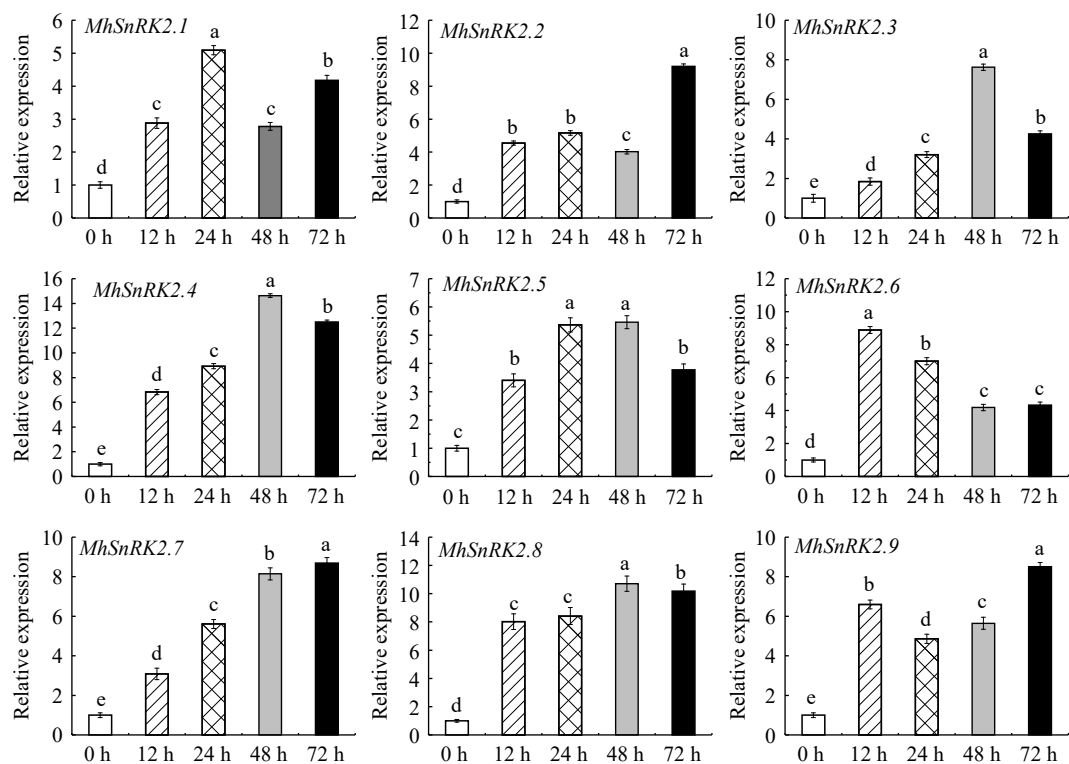 MhSnRK2.1
Relative expression
6
5
4
3
2
1
0
d
c
a
c
b
0 h 12 h 24 h 48 h 72 h
MhSnRK2.2
Relative expression
12
10
8
6
4
2
0
d
b
b
c
a
0 h 12 h 24 h 48 h 72 h
MhSnRK2.3
Relative expression
10
8
6
4
2
0
e
d
c
a
b
0 h 12 h 24 h 48 h 72 h
MhSnRK2.4
Relative expression
16
14
12
10
8
6
4
2
0
e
d
c
a
b
0 h 12 h 24 h 48 h 72 h
MhSnRK2.5
Relative expression
7
6
5
4
3
2
1
0
c
b
a
a
b
0 h 12 h 24 h 48 h 72 h
MhSnRK2.6
Relative expression
12
10
8
6
4
2
0
d
a
b
c
c
0 h 12 h 24 h 48 h 72 h
MhSnRK2.7
Relative expression
10
8
6
4
2
0
e
d
c
b
a
0 h 12 h 24 h 48 h 72 h
MhSnRK2.8
Relative expression
14
12
10
8
6
4
2
0
d
c
c
a
b
0 h 12 h 24 h 48 h 72 h
MhSnRK2.9
Relative expression
10
8
6
4
2
0
e
b
d
c
a
0 h 12 h 24 h 48 h 72 h